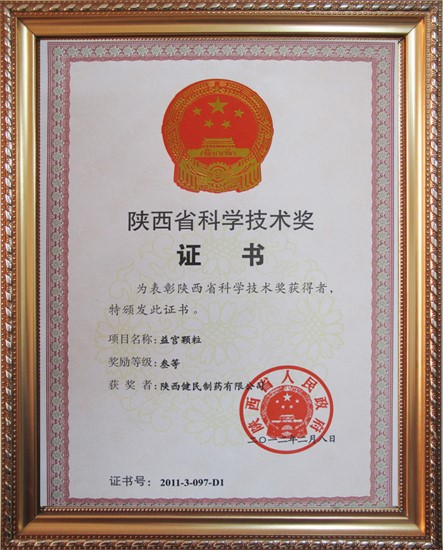 陕西省科学技术奖
证书
为表彰陕西省科学技术奖获得者，
特颁发此证书。
项目名称：益宫颗粒
奖励等级：叁等
获奖者：陕西健民制药有限公司
陕西省人民政府
二〇一二年二月八日
证书号：2011-3-097-D1